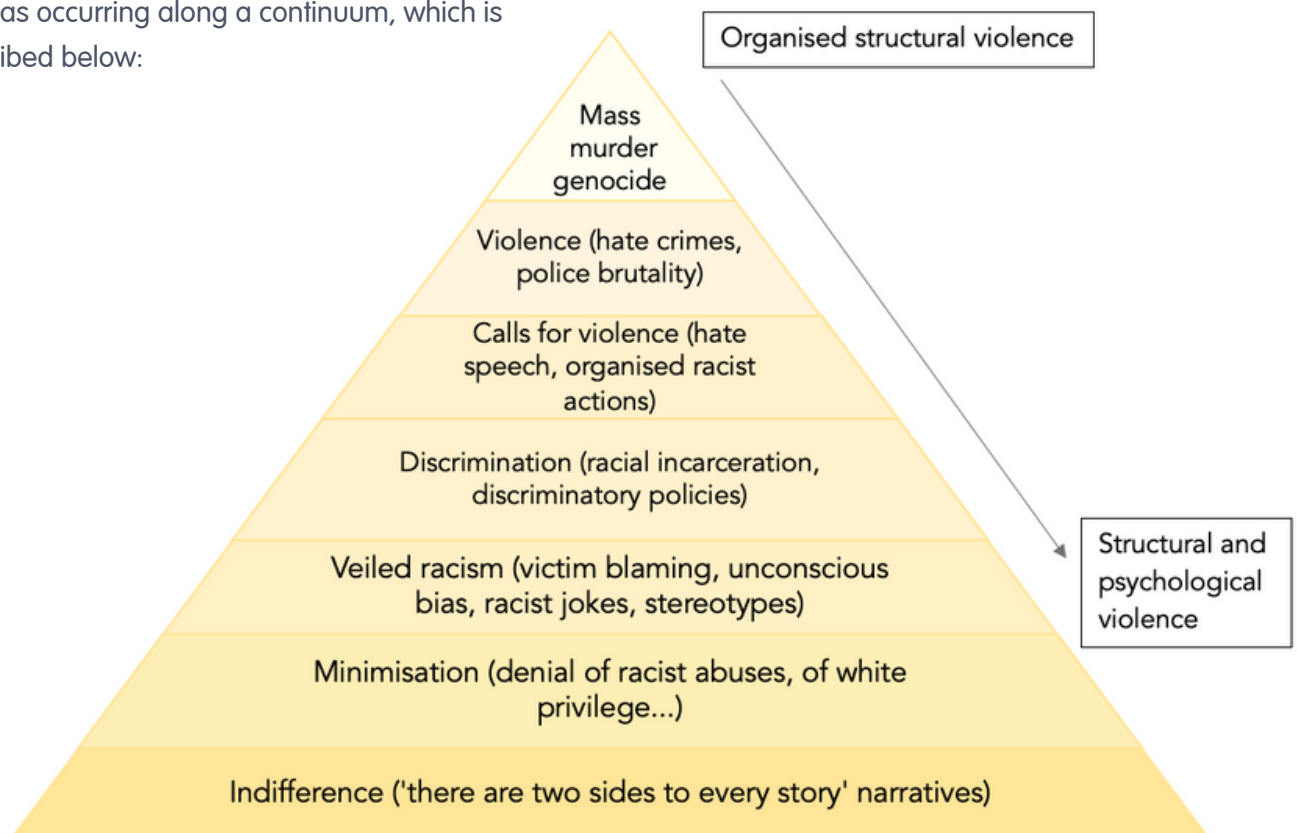 as occurring along a continuum, which is
ibed below:
Organised structural violence
Mass
murder
genocide
Violence (hate crimes,
police brutality)
Calls for violence (hate
speech, organised racist
actions)
Discrimination (racial incarceration,
discriminatory policies)
Structural and
psychological
violence
Veiled racism (victim blaming, unconscious
bias, racist jokes, stereotypes)
Minimisation (denial of racist abuses, of white
privilege...)
Indifference ('there are two sides to every story' narratives)